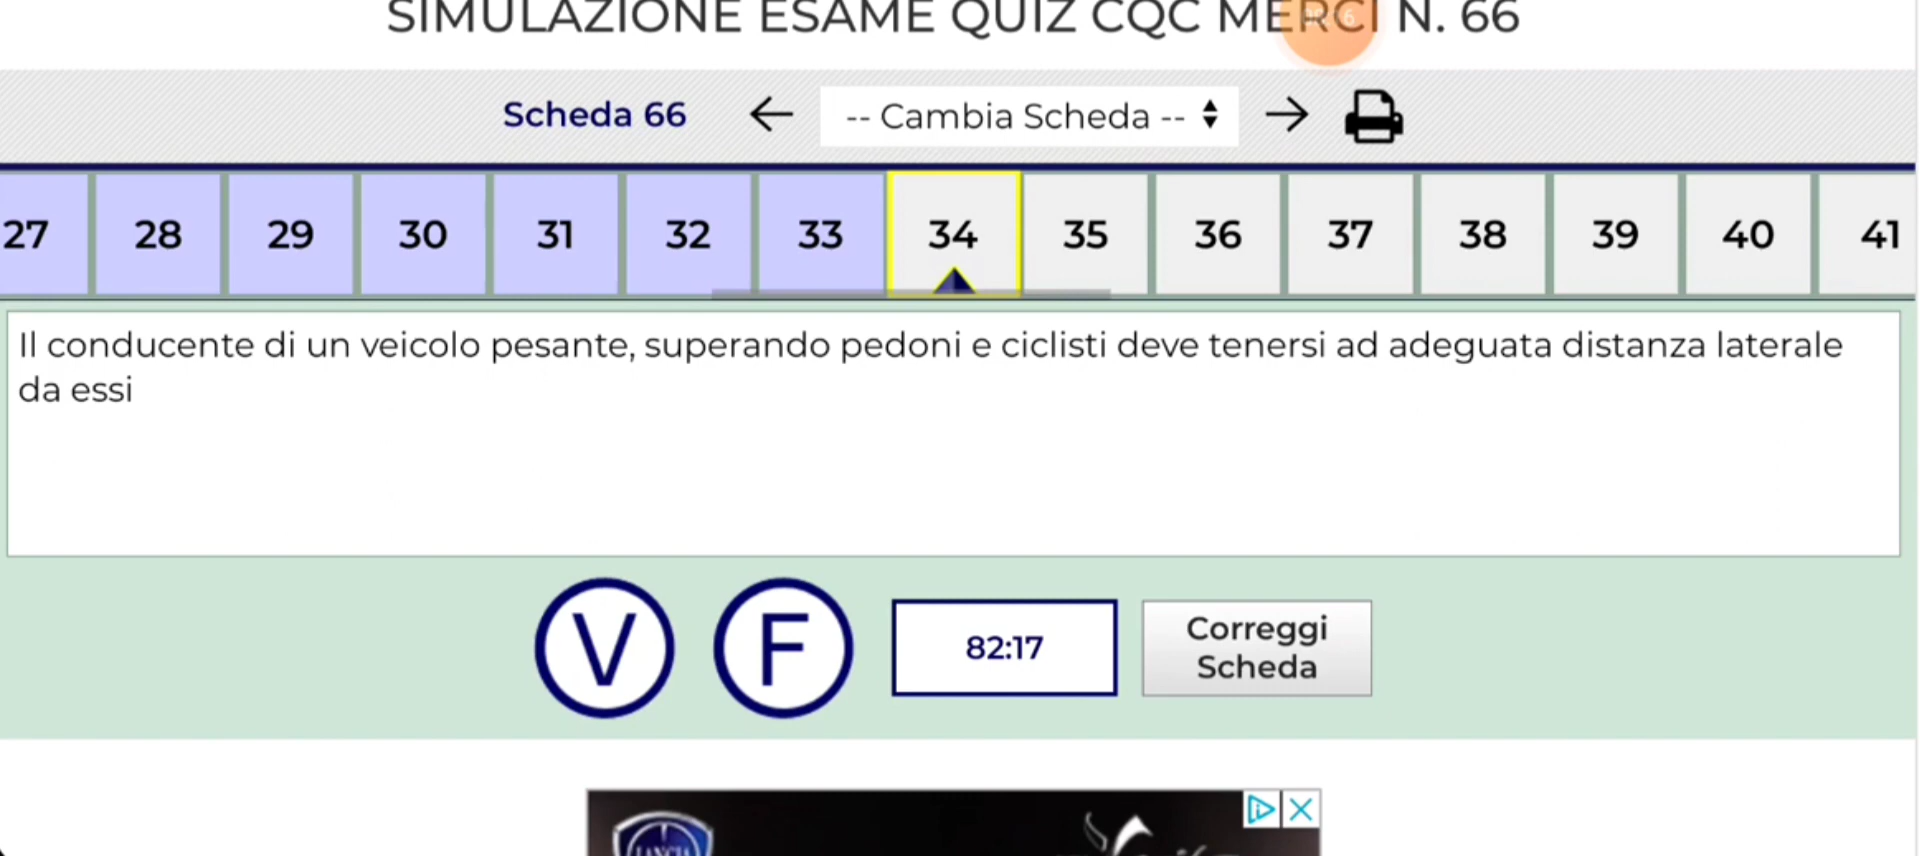 SIMULAZIONE ESAME QUIZ CQC MERCI N. 66
Scheda 66
-- Cambia Scheda --
27 28 29 30 31 32 33 34 35 36 37 38 39 40 41
Il conducente di un veicolo pesante, superando pedoni e ciclisti deve tenersi ad adeguata distanza laterale
da essi
V F 82:17 Correggi
Scheda
LANCIA